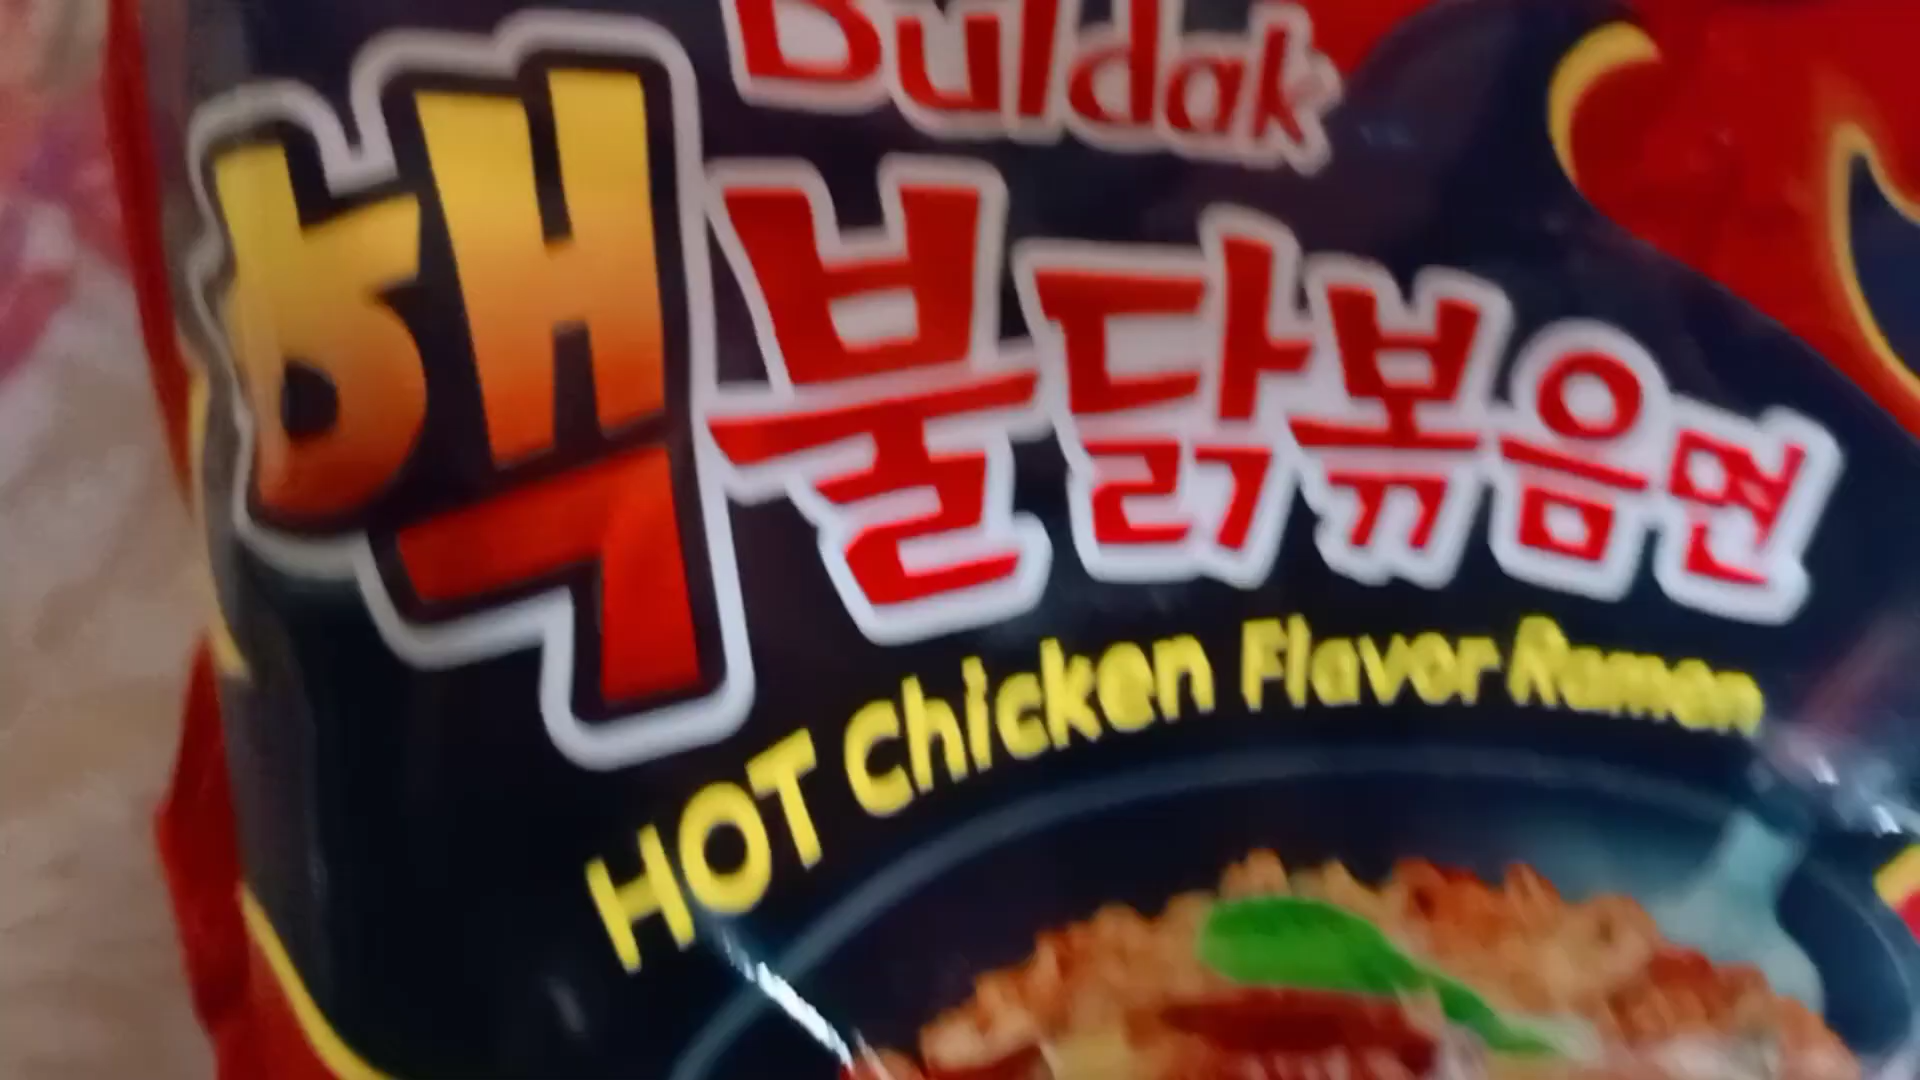 Buldak
핵불닭볶음면
HOT Chicken Flavor Ramen